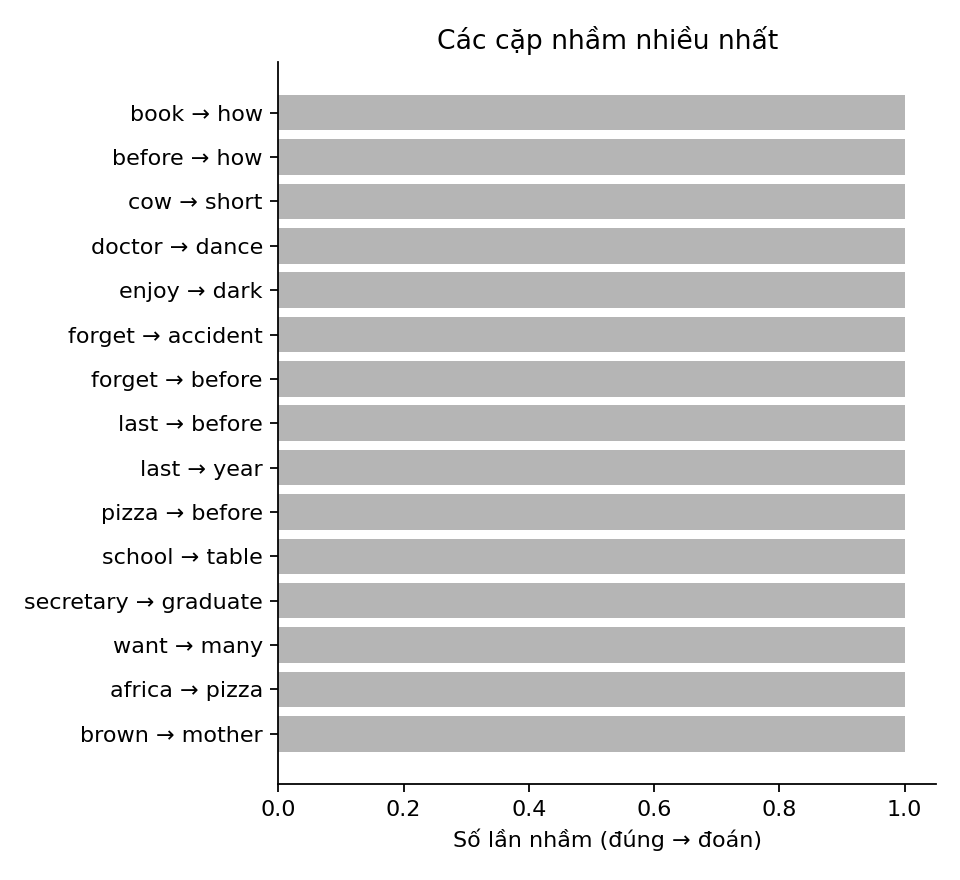 Các cặp nhầm nhiều nhất
book → how
before → how
cow → short
doctor → dance
enjoy → dark
forget → accident
forget → before
last → before
last → year
pizza → before
school → table
secretary → graduate
want → many
africa → pizza
brown → mother
0.0 0.2 0.4 0.6 0.8 1.0
Số lần nhầm (đúng → đoán)